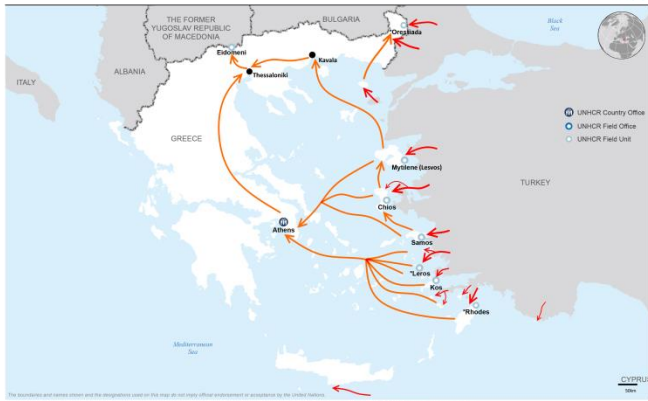 BULGARIA
THE FORMER
YUGOSLAV REPUBLIC
OF MACEDONIA
Black
Sea
*Orestiada
Eidomeni
Kavala
ITALY
ALBANIA
Thessaloniki
UNHCR Country Office
UNHCR Field Office
UNHCR Field Unit
GREECE
Mytilene (Lesvos)
TURKEY
Chios
Athens
Samos
*Leros
Kos
*Rhodes
Mediterranean
Sea
CYPRUS
50km
The boundaries and names shown and the designations used on this map do not imply official endorsement or acceptance by the United Nations.